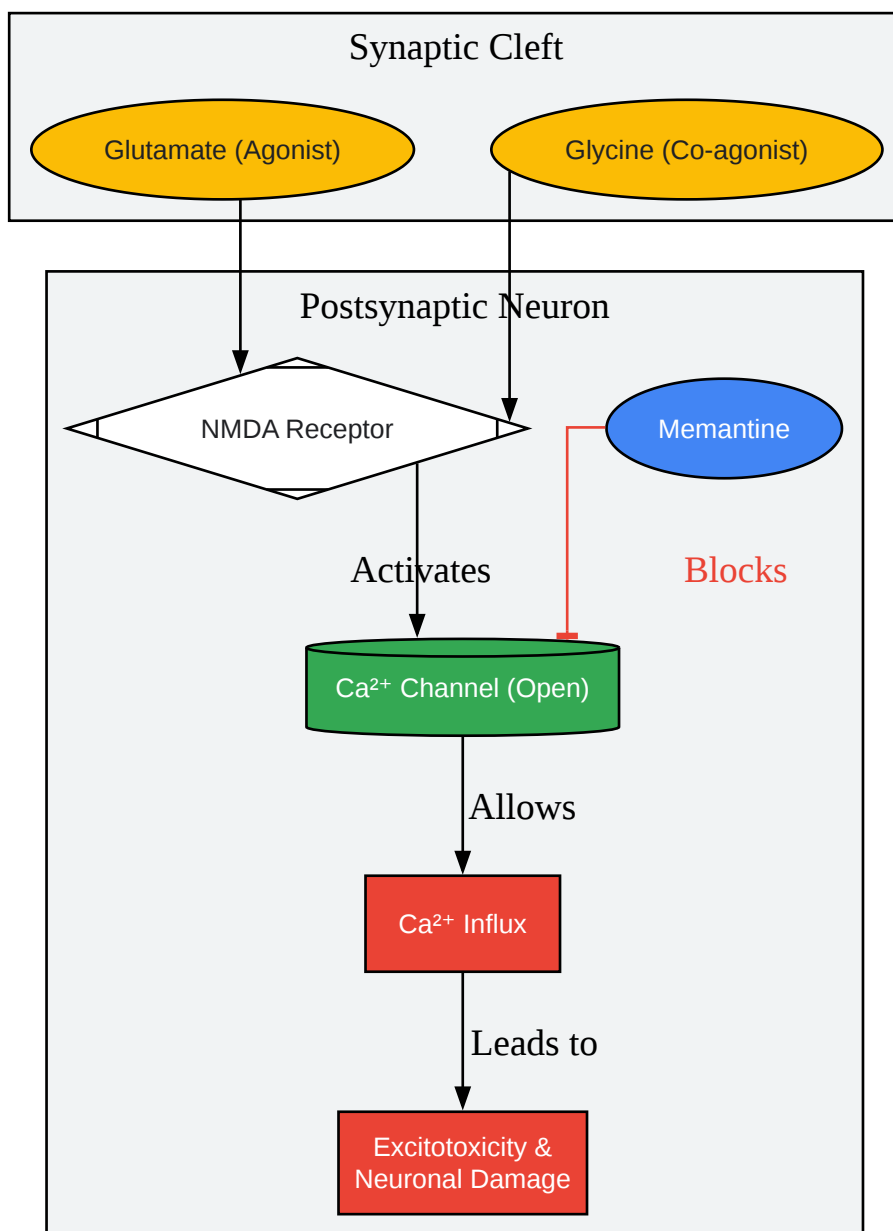 Synaptic Cleft
Glutamate (Agonist)
Glycine (Co-agonist)
Postsynaptic Neuron
NMDA Receptor
Memantine
Activates
Blocks
Ca²⁺ Channel (Open)
Allows
Ca²⁺ Influx
Leads to
Excitotoxicity &
Neuronal Damage